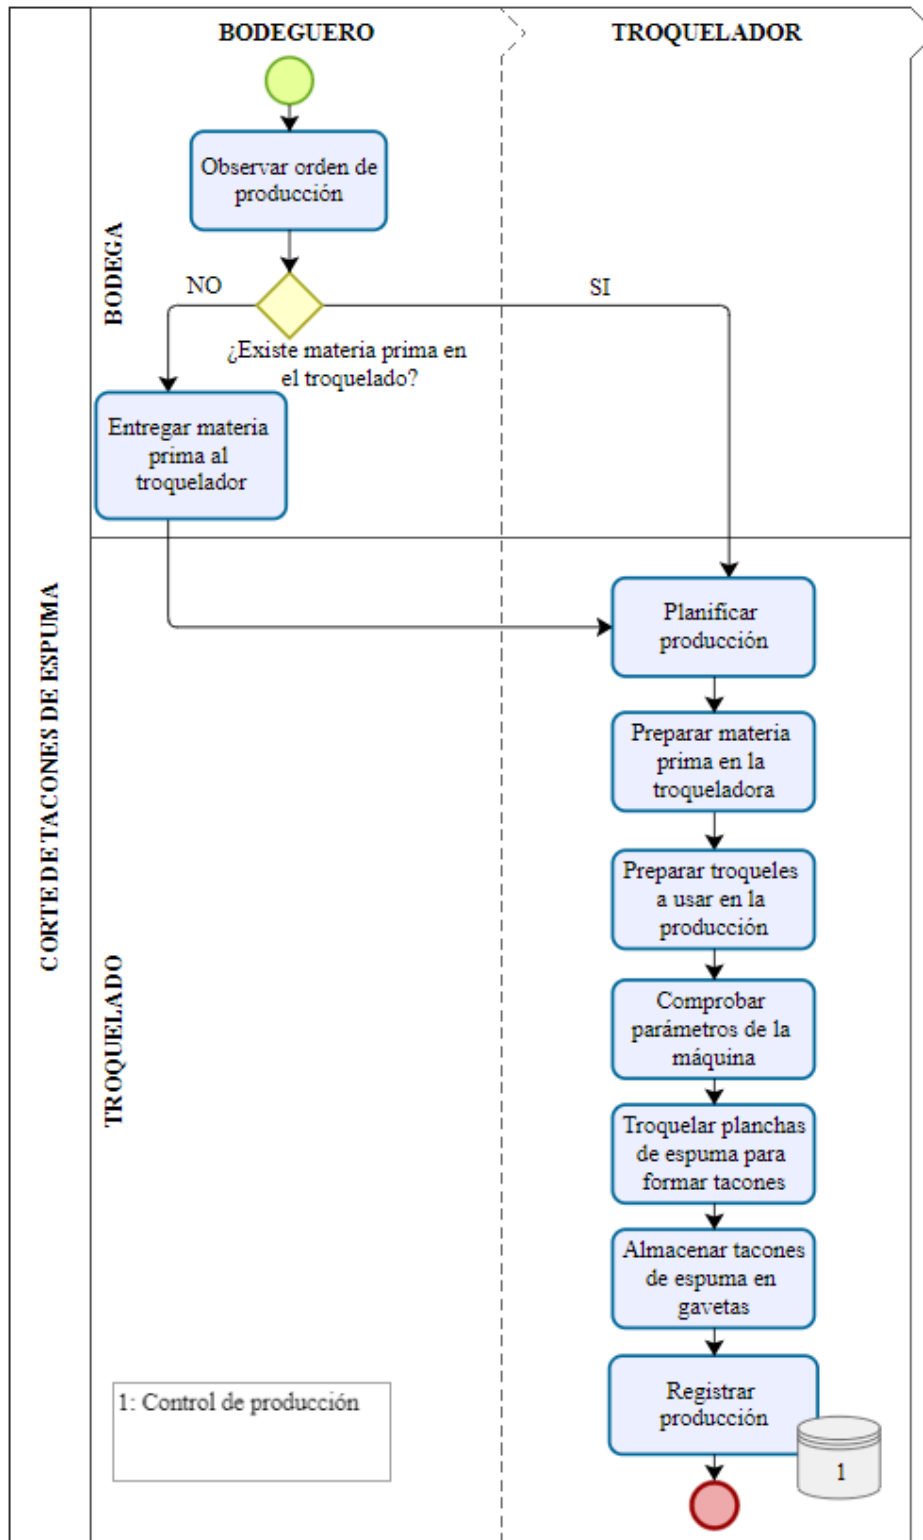 BODEGUERO
TROQUELADOR
CORTE DE TACONES DE ESPUMA
BODEGA
Observar orden de
producción
NO
SI
¿Existe materia prima en
el troquelado?
Entregar materia
prima al
troquelador
TROQUELADO
Planificar
producción
Preparar materia
prima en la
troqueladora
Preparar troqueles
a usar en la
producción
Comprobar
parámetros de la
máquina
Troquelar planchas
de espuma para
formar tacones
Almacenar tacones
de espuma en
gavetas
Registrar
producción
1
1: Control de producción